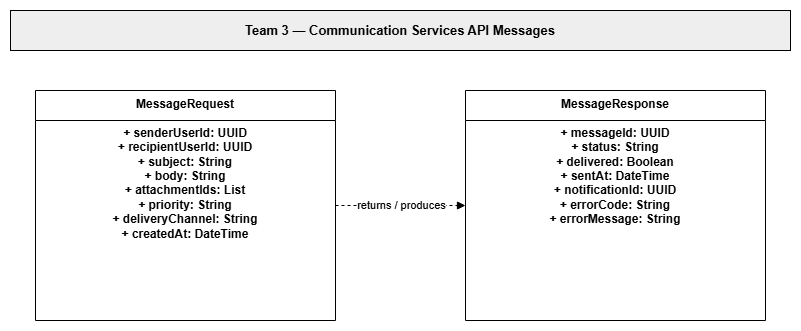 Team 3 — Communication Services API Messages
MessageRequest
+ senderUserId: UUID
+ recipientUserId: UUID
+ subject: String
+ body: String
+ attachmentIds: List
+ priority: String
+ deliveryChannel: String
+ createdAt: DateTime
returns / produces
MessageResponse
+ messageId: UUID
+ status: String
+ delivered: Boolean
+ sentAt: DateTime
+ notificationId: UUID
+ errorCode: String
+ errorMessage: String